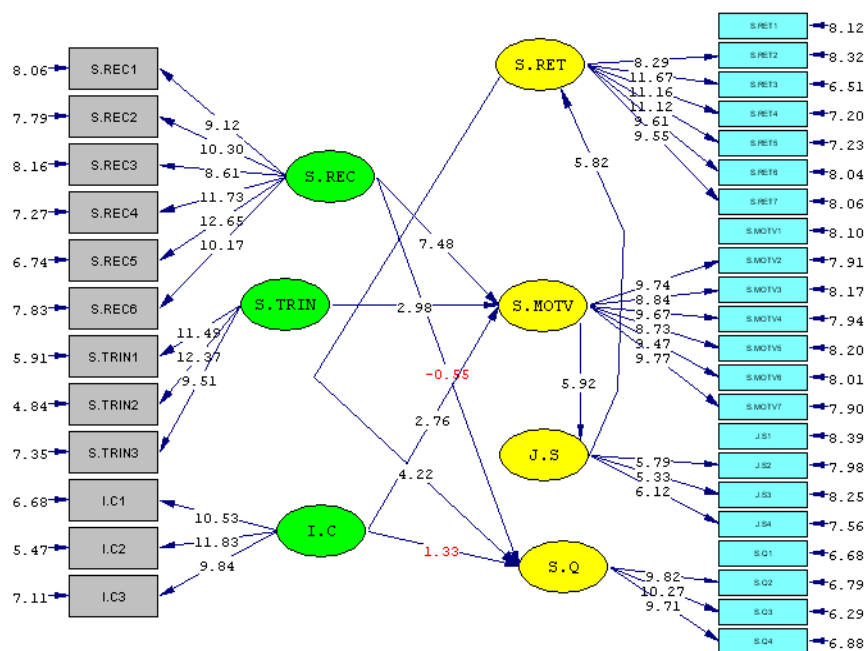 8.06 S.REC1
7.79 S.REC2
8.16 S.REC3
7.27 S.REC4
6.74 S.REC5
7.83 S.REC6
5.91 S.TRIN1
4.84 S.TRIN2
7.35 S.TRIN3
6.68 I.C1
5.47 I.C2
7.11 I.C3
9.12
10.30
8.61
11.73
12.65
10.17
11.49
12.37
9.51
10.53
11.83
9.84
S.REC
S.TRIN
I.C
7.48
2.98
-0.55
2.76
4.22
1.33
5.82
5.92
S.RET
S.MOTV
J.S
S.Q
8.29
11.67
11.16
11.12
9.61
9.55
9.74
8.84
9.67
8.73
9.47
9.77
5.79
5.33
6.12
9.82
10.27
9.71
S.RET1 8.12
S.RET2 8.32
S.RET3 6.51
S.RET4 7.20
S.RET5 7.23
S.RET6 8.04
S.RET7 8.06
S.MOTV1 8.10
S.MOTV2 7.91
S.MOTV3 8.17
S.MOTV4 7.94
S.MOTV5 8.20
S.MOTV6 8.01
S.MOTV7 7.90
J.S1 8.39
J.S2 7.98
J.S3 8.25
J.S4 7.56
S.Q1 6.68
S.Q2 6.79
S.Q3 6.29
S.Q4 6.88